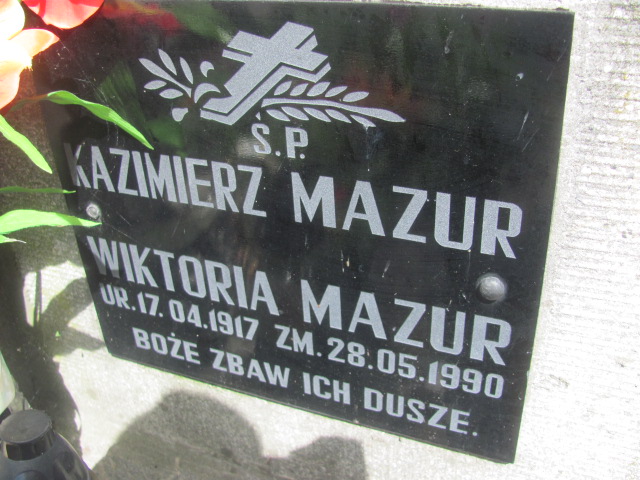 Ś.P.
KAZIMIERZ MAZUR
WIKTORIA MAZUR
UR.17.04.1917 ZM.28.05.1990
BOŻE ZBAW ICH DUSZE.